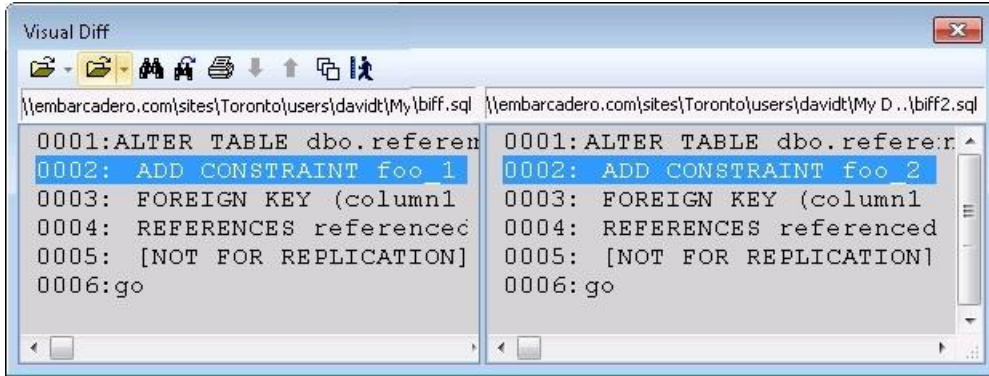 Visual Diff
\\embarcadero.com\sites\Toronto\users\davidt\My\biff.sql
0001:ALTER TABLE dbo.referen
0002: ADD CONSTRAINT foo_1
0003: FOREIGN KEY (column1
0004: REFERENCES referenced
0005: [NOT FOR REPLICATION]
0006:go
\\embarcadero.com\sites\Toronto\users\davidt\My D..\biff2.sql
0001:ALTER TABLE dbo.referen
0002: ADD CONSTRAINT foo_2
0003: FOREIGN KEY (column1
0004: REFERENCES referenced
0005: [NOT FOR REPLICATION]
0006:go